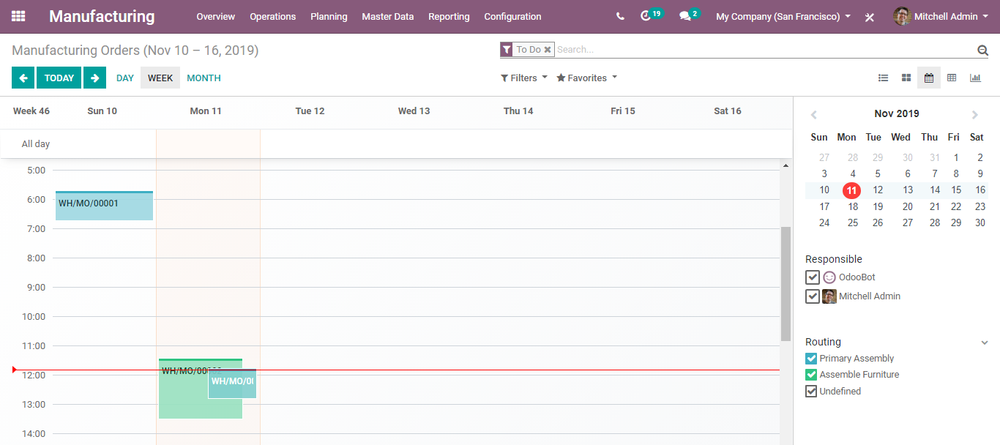 Manufacturing Overview Operations Planning Master Data Reporting Configuration 19 2 My Company (San Francisco) Mitchell Admin
Manufacturing Orders (Nov 10 – 16, 2019) To Do Search...
TODAY DAY WEEK MONTH Filters Favorites
Week 46 Sun 10 Mon 11 Tue 12 Wed 13 Thu 14 Fri 15 Sat 16
All day
5:00
WH/MO/00001
6:00
7:00
8:00
9:00
10:00
11:00
WH/MO/00
12:00
WH/MO/00
13:00
14:00
Nov 2019
Sun Mon Tue Wed Thu Fri Sat
27 28 29 30 31 1 2
3 4 5 6 7 8 9
10 11 12 13 14 15 16
17 18 19 20 21 22 23
24 25 26 27 28 29 30
Responsible
OdooBot
Mitchell Admin
Routing
Primary Assembly
Assemble Furniture
Undefined